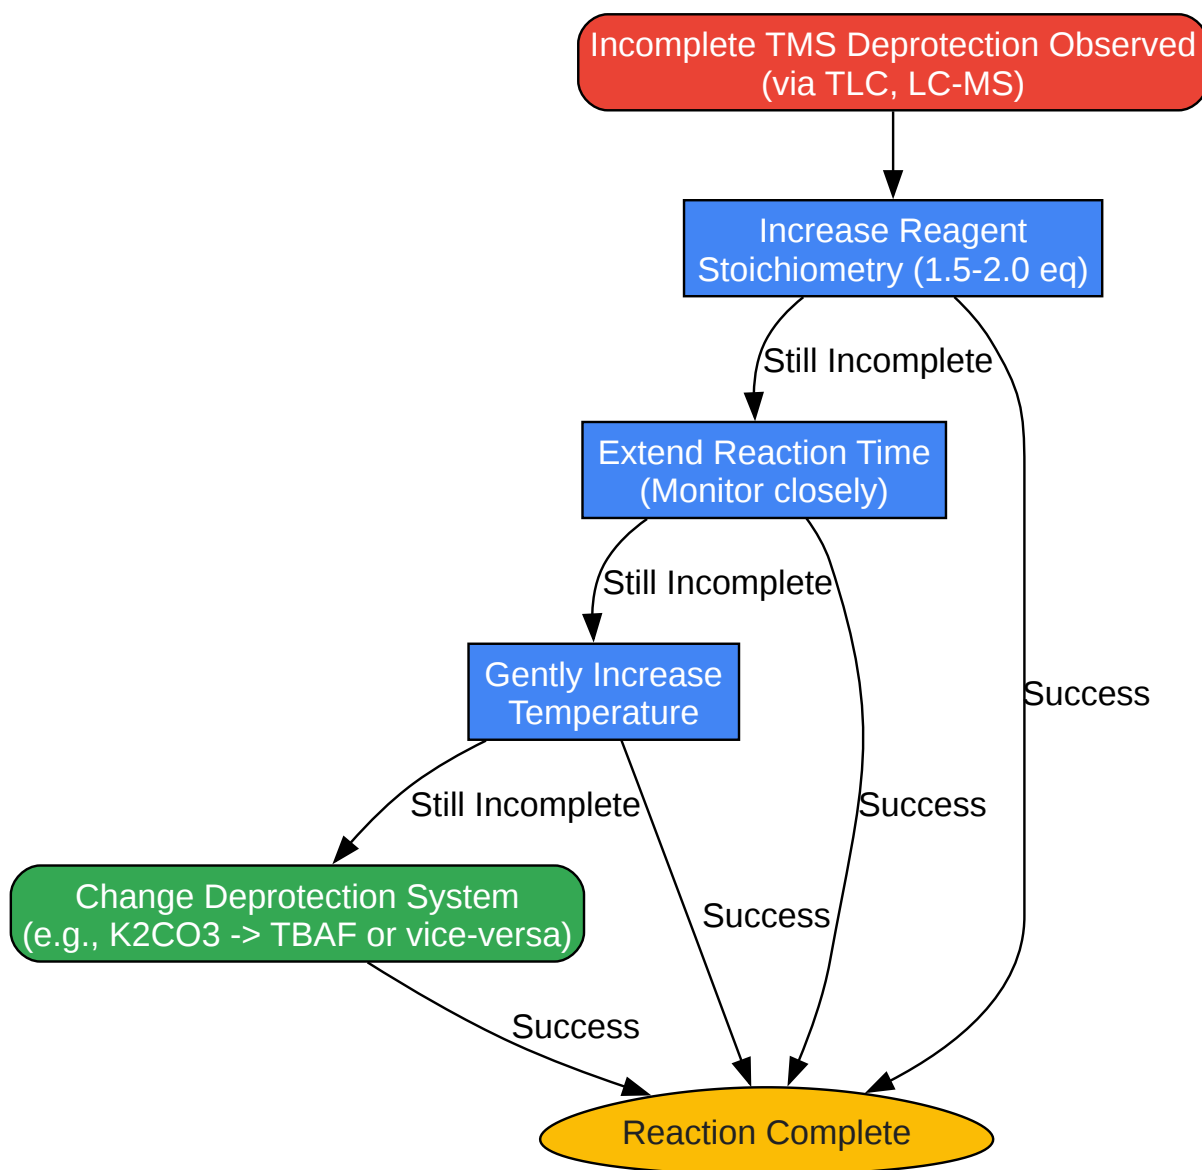 Incomplete TMS Deprotection Observed
(via TLC, LC-MS)
Increase Reagent
Stoichiometry (1.5-2.0 eq)
Still Incomplete
Extend Reaction Time
(Monitor closely)
Still Incomplete
Gently Increase
Temperature
Success
Still Incomplete
Success
Change Deprotection System
(e.g., K2CO3 -> TBAF or vice-versa)
Success
Success
Reaction Complete